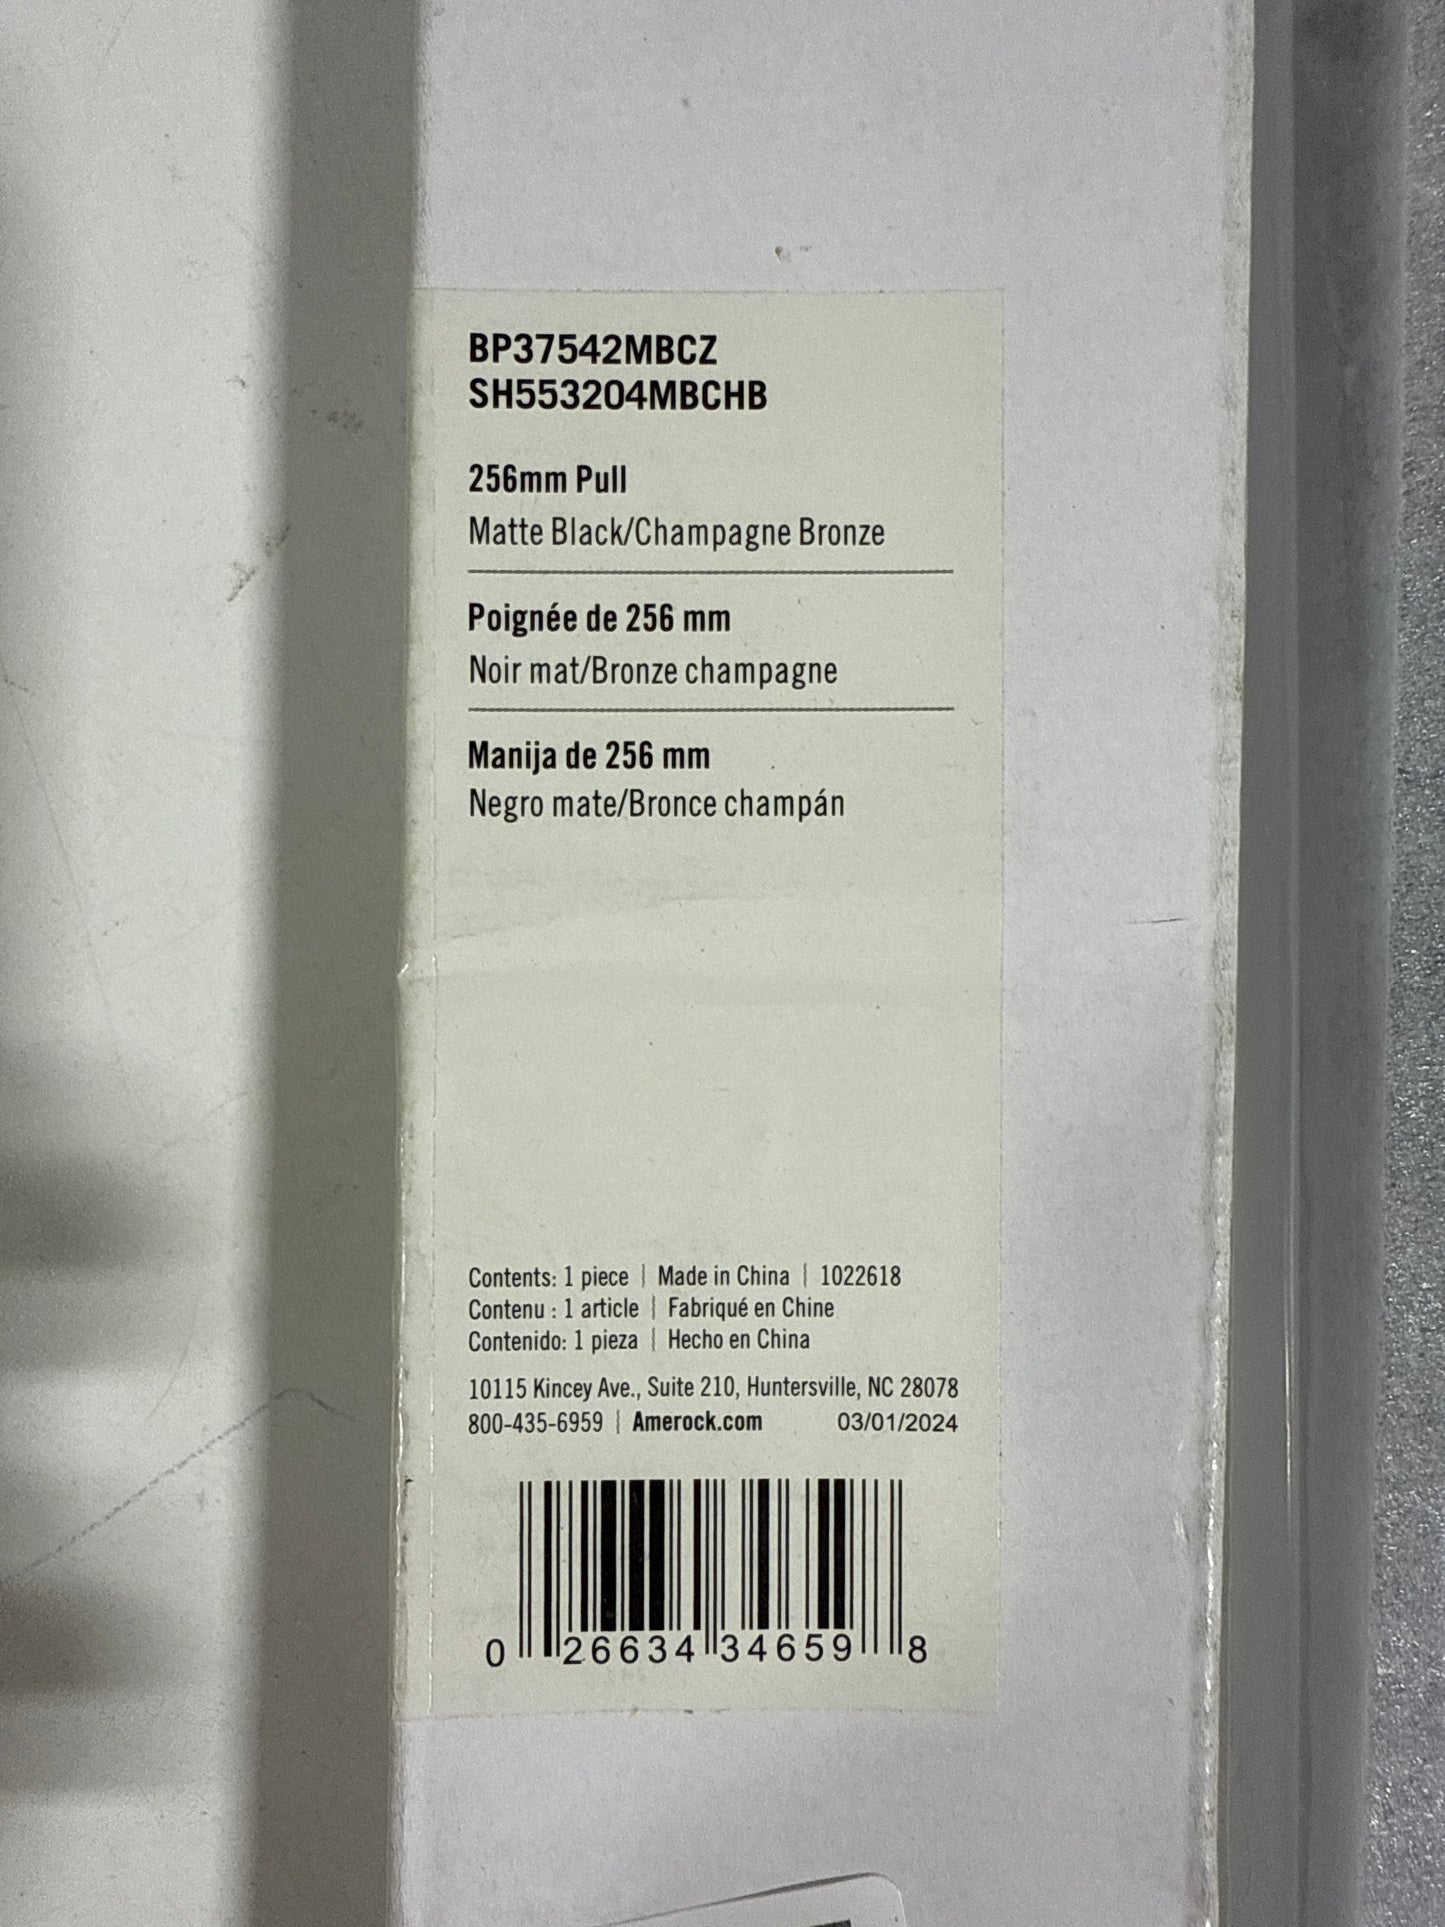 BP37542MBCZ
SH553204MBCHB
256mm Pull
Matte Black/Champagne Bronze
Poignée de 256 mm
Noir mat/Bronze champagne
Manija de 256 mm
Negro mate/Bronce champán
Contents: 1 piece | Made in China | 1022618
Contenu : 1 article | Fabriqué en Chine
Contenido: 1 pieza | Hecho en China
10115 Kincey Ave., Suite 210, Huntersville, NC 28078
800-435-6959 | Amerock.com 03/01/2024
0 26634 34659 8